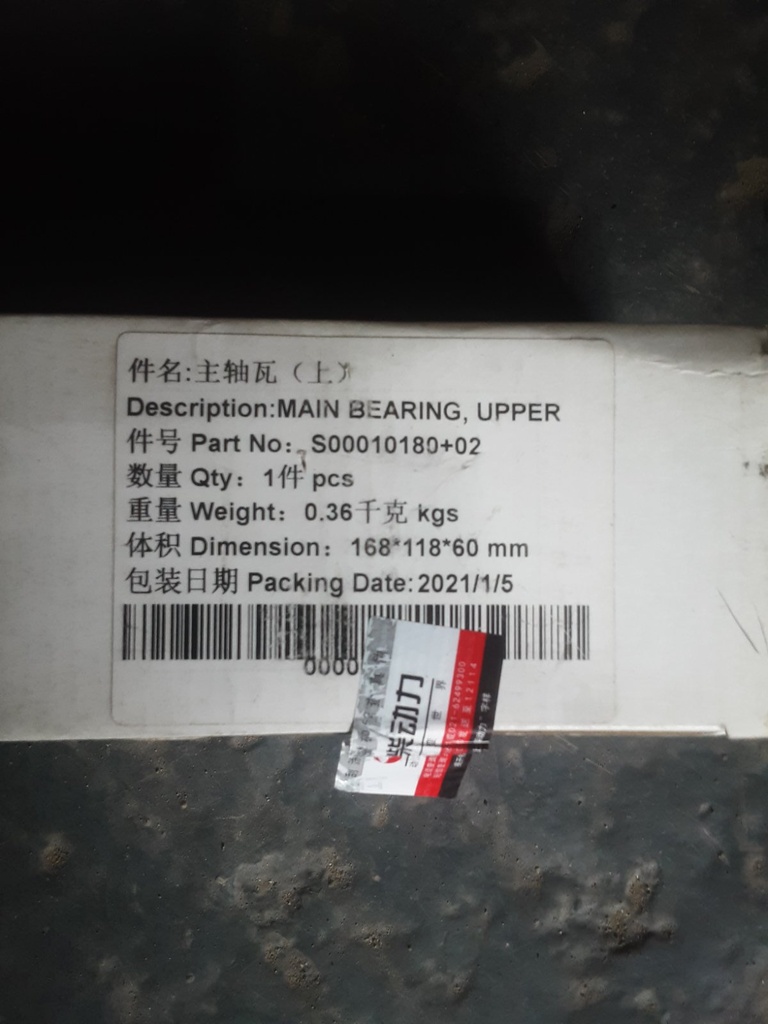 件名:主轴瓦（上）
Description:MAIN BEARING, UPPER
件号 Part No：S00010180+02
数量 Qty：1件 pcs
重量 Weight：0.36千克 kgs
体积 Dimension：168*118*60 mm
包装日期 Packing Date:2021/1/5
0000
柴动力